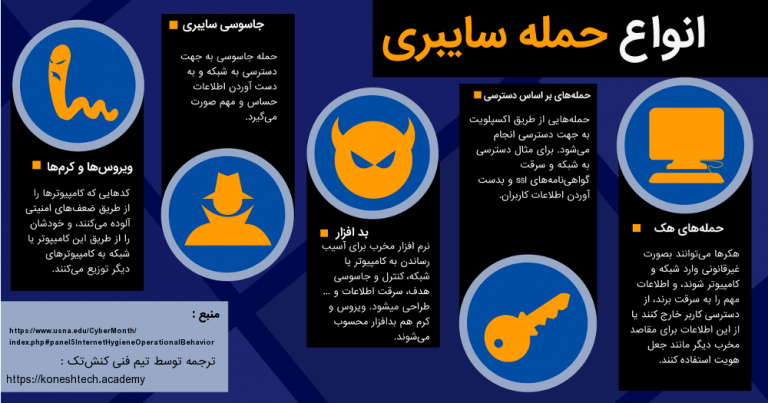 انواع حمله سایبری
حمله‌های هک
هکرها می‌توانند بصورت
غیرقانونی وارد شبکه و
کامپیوتر شوند، و اطلاعات
مهم را به سرقت برند، از
دسترسی کاربر خارج کنند یا
از این اطلاعات برای مقاصد
مخرب دیگر مانند جعل
هویت استفاده کنند.
حمله‌های بر اساس دسترسی
حمله‌هایی از طریق اکسپلویت
به جهت دسترسی انجام
می‌شود. برای مثال دسترسی
به شبکه و سرقت
گواهی‌نامه‌های ssl و بدست
آوردن اطلاعات کاربران.
بد افزار
نرم افزار مخرب برای آسیب
رساندن به کامپیوتر یا
شبکه، کنترل و جاسوسی
هدف، سرقت اطلاعات و ...
طراحی میشود. ویروس و
کرم هم بدافزار محسوب
می‌شوند.
جاسوسی سایبری
حمله جاسوسی به جهت
دسترسی به شبکه و به
دست آوردن اطلاعات
حساس و مهم صورت
می‌گیرد.
ویروس‌ها و کرم‌ها
کدهایی که کامپیوترها را
از طریق ضعف‌های امنیتی
آلوده می‌کنند، و خودشان
را از طریق این کامپیوتر یا
شبکه به کامپیوترهای
دیگر توزیع می‌کنند.
منبع :
https://www.usna.edu/CyberMonth/
index.php#panel5InternetHygieneOperationalBehavior
ترجمه توسط تیم فنی کنش‌تک :
https://koneshtech.academy